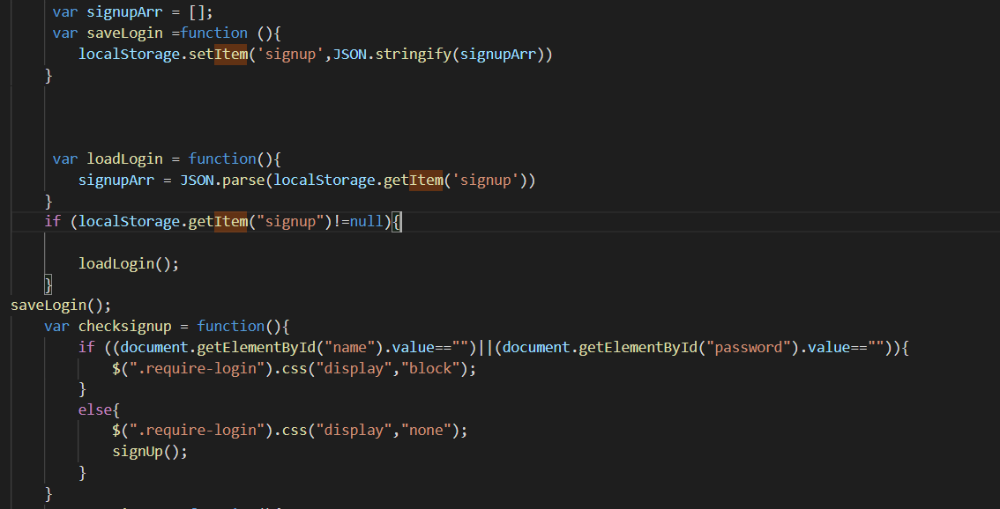 var signupArr = [];
var saveLogin =function (){
localStorage.setItem('signup',JSON.stringify(signupArr))
}
var loadLogin = function(){
signupArr = JSON.parse(localStorage.getItem('signup'))
}
if (localStorage.getItem("signup")!=null){
loadLogin();
}
saveLogin();
var checksignup = function(){
if ((document.getElementById("name").value=="")||(document.getElementById("password").value=="")){
$(".require-login").css("display","block");
}
else{
$(".require-login").css("display","none");
signUp();
}
}